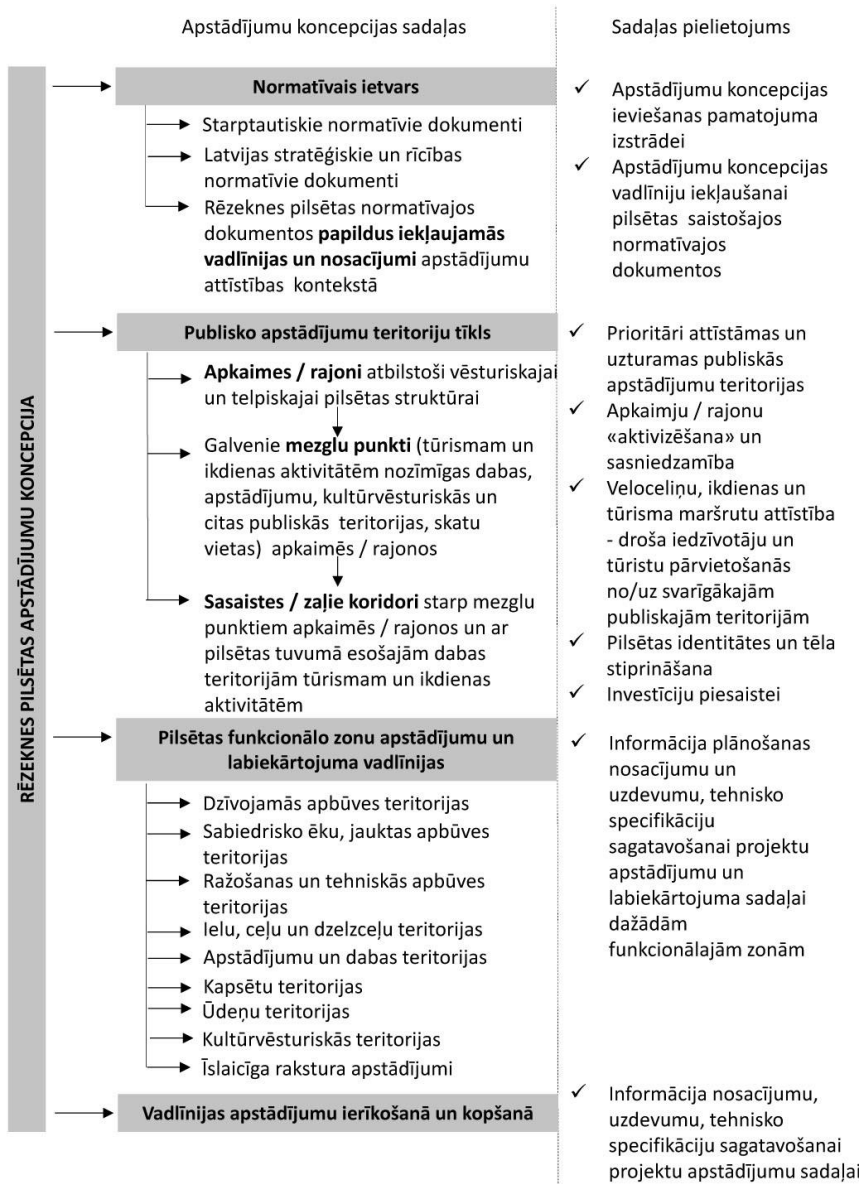 Apstādījumu koncepcijas sadaļas
Sadaļas pielietojums
RĒZEKNES PILSĒTAS APSTĀDĪJUMU KONCEPCIJA
Normatīvais ietvars
Starptautiskie normatīvie dokumenti
Latvijas stratēģiskie un rīcības
normatīvie dokumenti
Rēzeknes pilsētas normatīvajos
dokumentos papildus iekļaujamās
vadlīnijas un nosacījumi apstādījumu
attīstības kontekstā
✓ Apstādījumu koncepcijas
ieviešanas pamatojuma
izstrādei
✓ Apstādījumu koncepcijas
vadlīniju iekļaušanai
pilsētas saistošajos
normatīvajos
dokumentos
Publisko apstādījumu teritoriju tīkls
Apkaimes / rajoni atbilstoši vēsturiskajai
un telpiskajai pilsētas struktūrai
Galvenie mezglu punkti (tūrismam un
ikdienas aktivitātēm nozīmīgas dabas,
apstādījumu, kultūrvēsturiskās un
citas publiskās teritorijas, skatu
vietas) apkaimēs / rajonos
Sasaistes / zaļie koridori starp mezglu
punktiem apkaimēs / rajonos un ar
pilsētas tuvumā esošajām dabas
teritorijām tūrismam un ikdienas
aktivitātēm
✓ Prioritāri attīstāmas un
uzturamas publiskās
apstādījumu teritorijas
✓ Apkaimju / rajonu
«aktivizēšana» un
sasniedzamība
✓ Veloceliņu, ikdienas un
tūrisma maršrutu attīstība
- droša iedzīvotāju un
tūristu pārvietošanās
no/uz svarīgākajām
publiskajām teritorijām
✓ Pilsētas identitātes un tēla
stiprināšana
✓ Investīciju piesaistei
Pilsētas funkcionālo zonu apstādījumu un
labiekārtojuma vadlīnijas
Dzīvojamās apbūves teritorijas
Sabiedrisko ēku, jauktas apbūves
teritorijas
Ražošanas un tehniskās apbūves
teritorijas
Ielu, ceļu un dzelzceļu teritorijas
Apstādījumu un dabas teritorijas
Kapsētu teritorijas
Ūdeņu teritorijas
Kultūrvēsturiskās teritorijas
Īslaicīga rakstura apstādījumi
✓ Informācija plānošanas
nosacījumu un
uzdevumu, tehnisko
specifikāciju
sagatavošanai projektu
apstādījumu un
labiekārtojuma sadaļai
dažādām
funkcionālajām zonām
Vadlīnijas apstādījumu ierīkošanā un kopšanā
✓ Informācija nosacījumu,
uzdevumu, tehnisko
specifikāciju sagatavošanai
projektu apstādījumu sadaļai